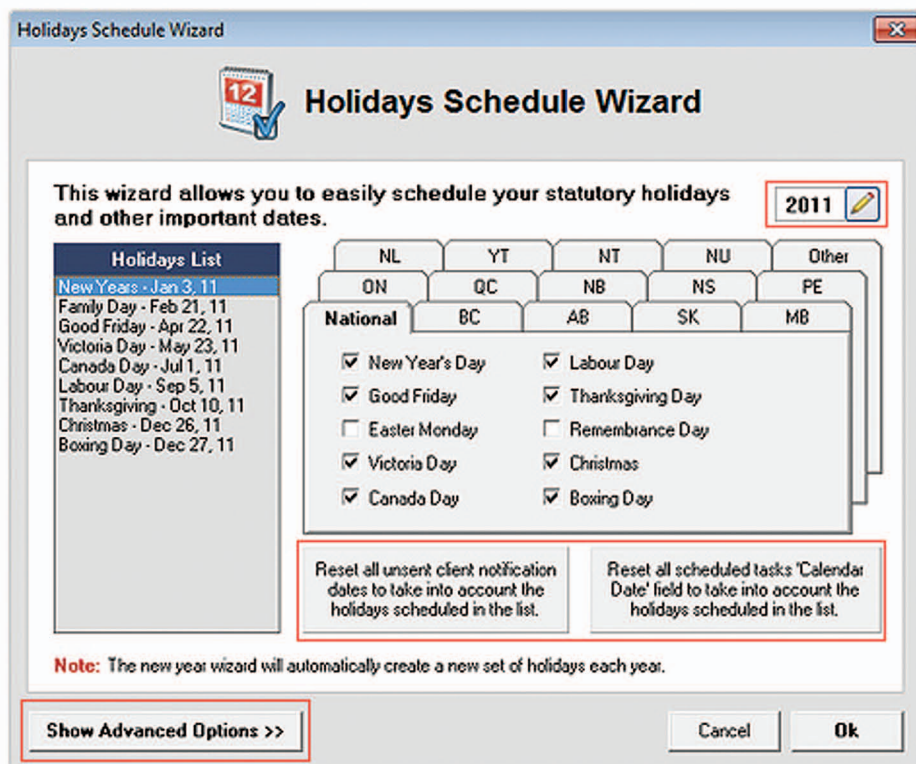 Holidays Schedule Wizard
Holidays Schedule Wizard
This wizard allows you to easily schedule your statutory holidays
and other important dates.
2011
Holidays List
New Years - Jan 3, 11
Family Day - Feb 21, 11
Good Friday - Apr 22, 11
Victoria Day - May 23, 11
Canada Day - Jul 1, 11
Labour Day - Sep 5, 11
Thanksgiving - Oct 10, 11
Christmas - Dec 26, 11
Boxing Day - Dec 27, 11
NL YT NT NU Other
ON QC NB NS PE
National BC AB SK MB
New Year's Day Labour Day
Good Friday Thanksgiving Day
Easter Monday Remembrance Day
Victoria Day Christmas
Canada Day Boxing Day
Reset all unsent client notification
dates to take into account the
holidays scheduled in the list.
Reset all scheduled tasks 'Calendar
Date' field to take into account the
holidays scheduled in the list.
Note: The new year wizard will automatically create a new set of holidays each year.
Show Advanced Options >>
Cancel
Ok
12